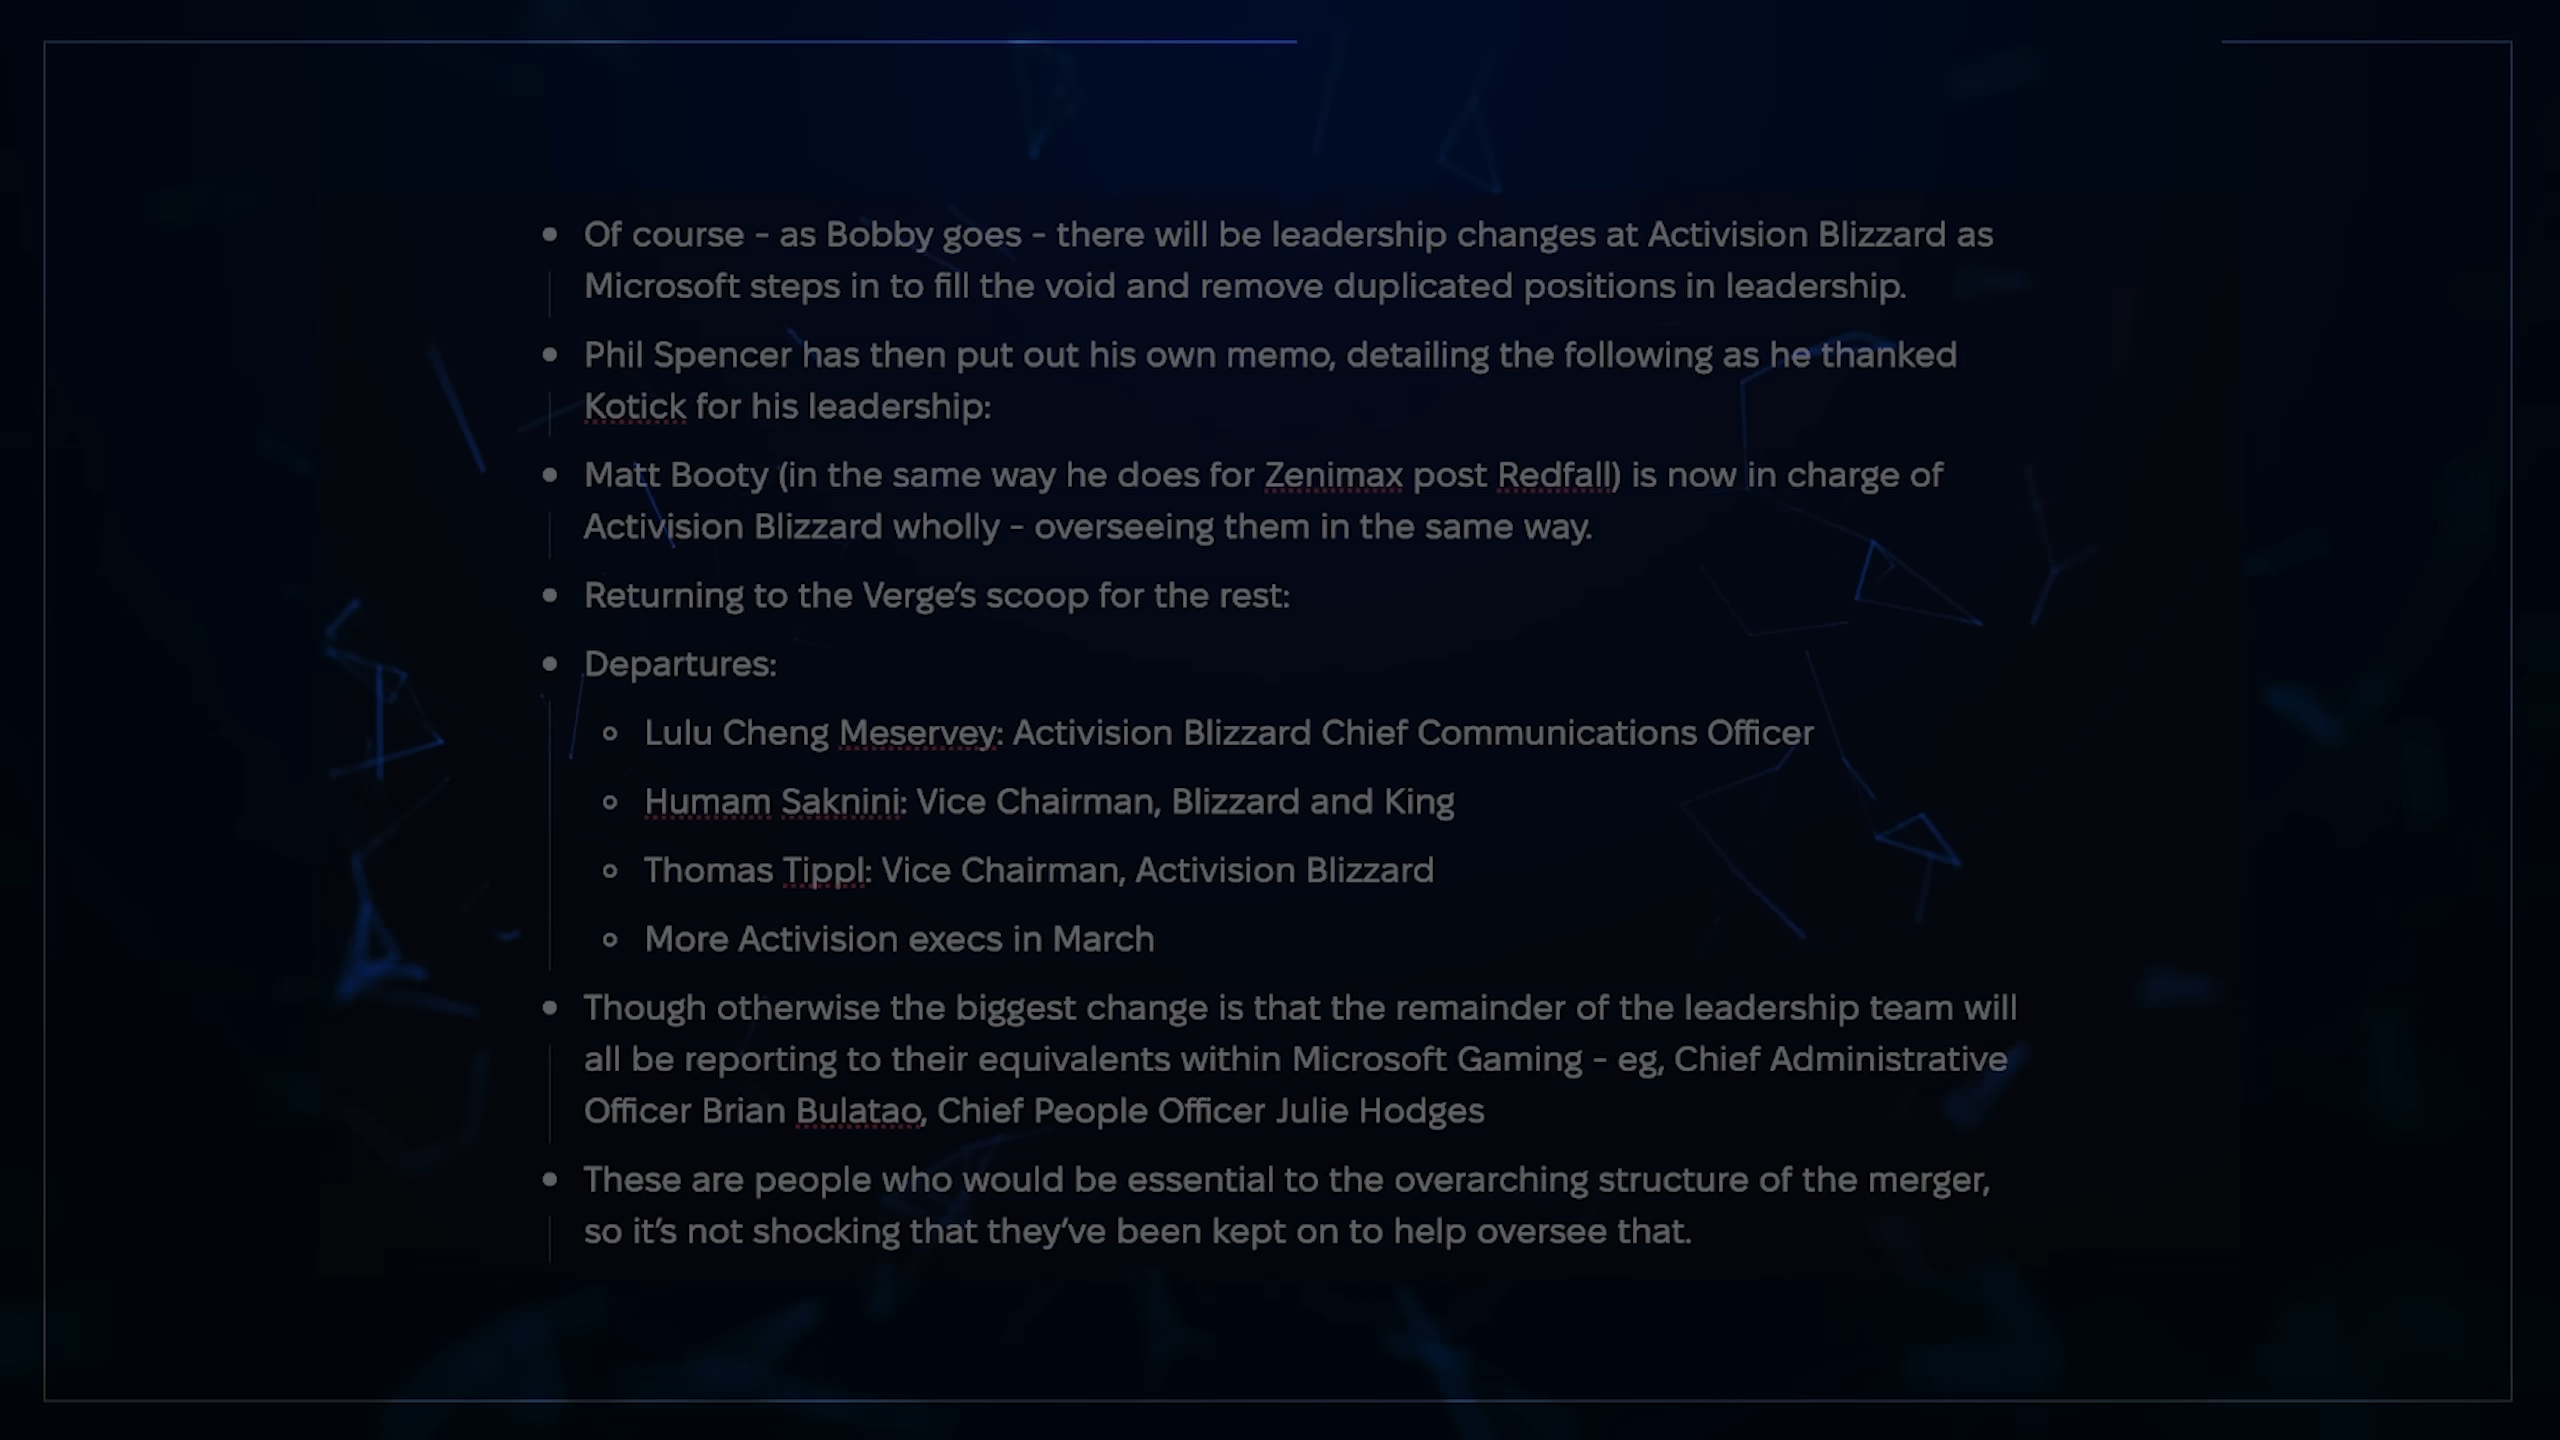 Of course - as Bobby goes - there will be leadership changes at Activision Blizzard as
Microsoft steps in to fill the void and remove duplicated positions in leadership.
Phil Spencer has then put out his own memo, detailing the following as he thanked
Kotick for his leadership:
Matt Booty (in the same way he does for Zenimax post Redfall) is now in charge of
Activision Blizzard wholly - overseeing them in the same way.
Returning to the Verge’s scoop for the rest:
Departures:
Lulu Cheng Meservey: Activision Blizzard Chief Communications Officer
Humam Saknini: Vice Chairman, Blizzard and King
Thomas Tippl: Vice Chairman, Activision Blizzard
More Activision execs in March
Though otherwise the biggest change is that the remainder of the leadership team will
all be reporting to their equivalents within Microsoft Gaming - eg, Chief Administrative
Officer Brian Bulatao, Chief People Officer Julie Hodges
These are people who would be essential to the overarching structure of the merger,
so it’s not shocking that they’ve been kept on to help oversee that.